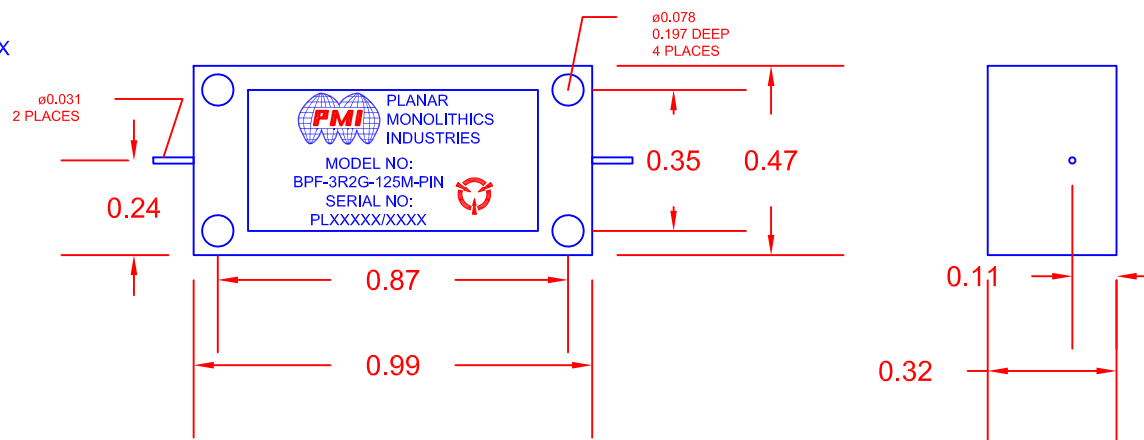 X
ø0.078
0.197 DEEP
4 PLACES
ø0.031
2 PLACES
PMI
PLANAR
MONOLITHICS
INDUSTRIES
MODEL NO:
BPF-3R2G-125M-PIN
SERIAL NO:
PLXXXXX/XXXX
0.24
0.35
0.47
0.87
0.99
0.11
0.32